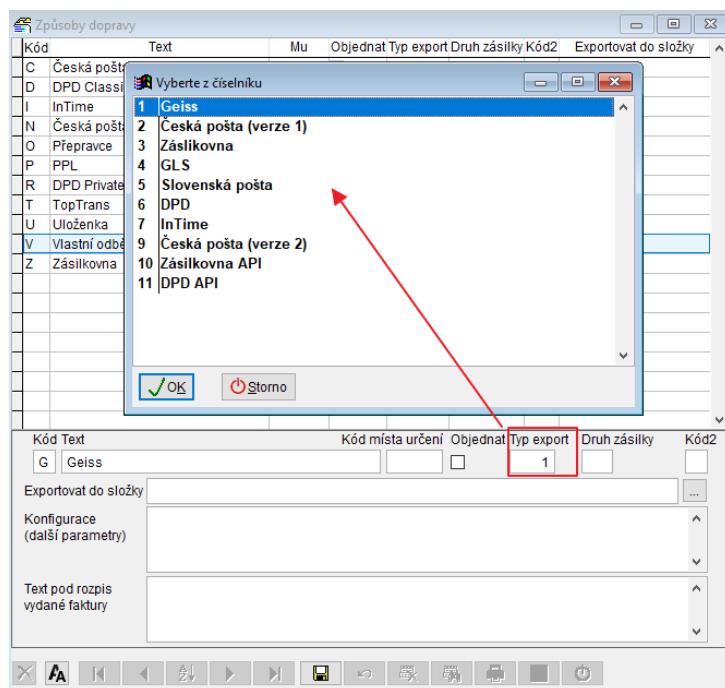 Způsoby dopravy
Kód Text Mu Objednat Typ export Druh zásilky Kód2 Exportovat do složky
C Česká pošta
D DPD Classi
I InTime
N Česká pošta
O Přepravce
P PPL
R DPD Private
T TopTrans
U Uloženka
V Vlastní odbě
Z Zásilkovna
Vyberte z číselníku
1 Geiss
2 Česká pošta (verze 1)
3 Záslikovna
4 GLS
5 Slovenská pošta
6 DPD
7 InTime
9 Česká pošta (verze 2)
10 Zásilkovna API
11 DPD API
OK Storno
Kód Text Kód místa určení Objednat Typ export Druh zásilky Kód2
G Geiss 1
Exportovat do složky ...
Konfigurace
(další parametry)
Text pod rozpis
vydané faktury